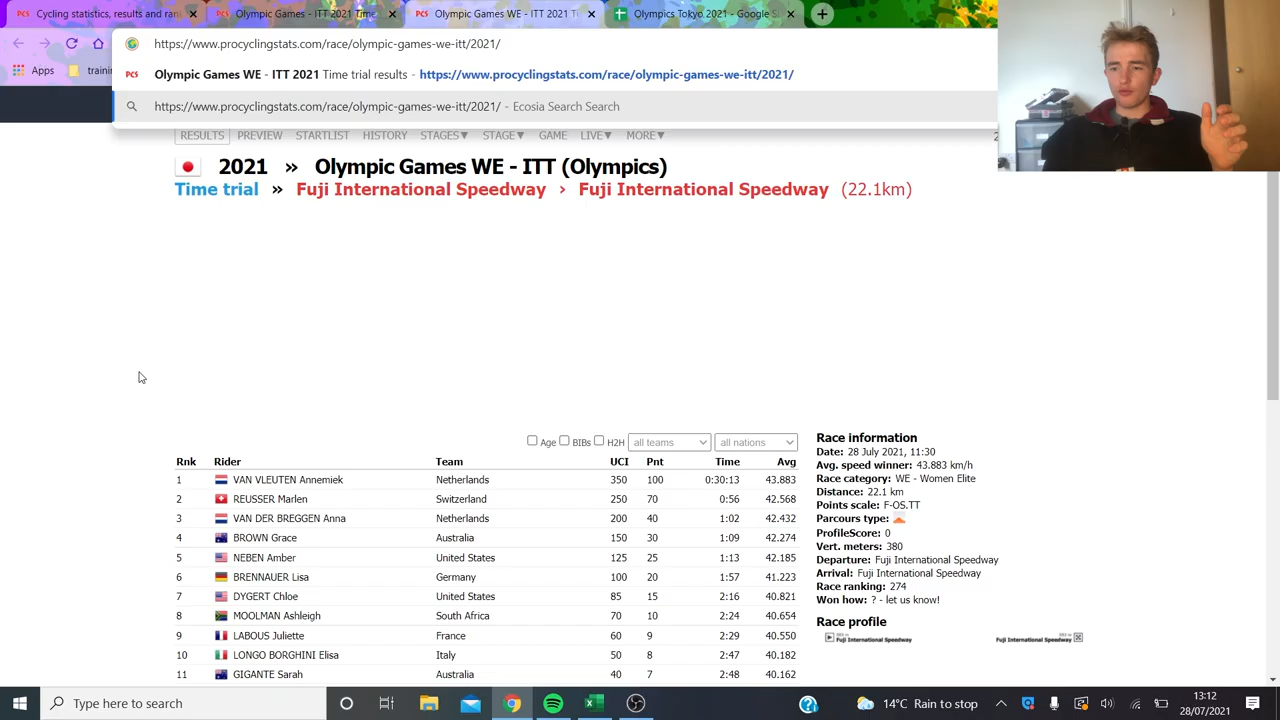 Cycling statistics, r
PCS Olympic Games WE - ITT 2021 Time t
PCS Olympic Games WE - ITT 2021 T
Olympics Tokyo 2021 - Google S
https://www.procyclingstats.com/race/olympic-games-we-itt/2021/
Apps
trainin
PCS Olympic Games WE - ITT 2021 Time trial results - https://www.procyclingstats.com/race/olympic-games-we-itt/2021/
https://www.procyclingstats.com/race/olympic-games-we-itt/2021/ - Ecosia Search Search
RESULTS PREVIEW STARTLIST HISTORY STAGES▼ STAGE▼ GAME LIVE▼ MORE▼
2021 » Olympic Games WE - ITT (Olympics)
Time trial » Fuji International Speedway › Fuji International Speedway (22.1km)
Age BIBs H2H all teams all nations
Rnk Rider Team UCI Pnt Time Avg
1 VAN VLEUTEN Annemiek Netherlands 350 100 0:30:13 43.883
2 REUSSER Marlen Switzerland 250 70 0:56 42.568
3 VAN DER BREGGEN Anna Netherlands 200 40 1:02 42.432
4 BROWN Grace Australia 150 30 1:09 42.274
5 NEBEN Amber United States 125 25 1:13 42.185
6 BRENNAUER Lisa Germany 100 20 1:57 41.223
7 DYGERT Chloe United States 85 15 2:16 40.821
8 MOOLMAN Ashleigh South Africa 70 10 2:24 40.654
9 LABOUS Juliette France 60 9 2:29 40.550
10 LONGO BORGHINI Elisa Italy 50 8 2:47 40.182
11 GIGANTE Sarah Australia 40 7 2:48 40.162
Race information
Date: 28 July 2021, 11:30
Avg. speed winner: 43.883 km/h
Race category: WE - Women Elite
Distance: 22.1 km
Points scale: F-OS.TT
Parcours type:
ProfileScore: 0
Vert. meters: 380
Departure: Fuji International Speedway
Arrival: Fuji International Speedway
Race ranking: 274
Won how: ? - let us know!
Race profile
Fuji International Speedway Fuji International Speedway
Type here to search
14°C Rain to stop
13:12
28/07/2021